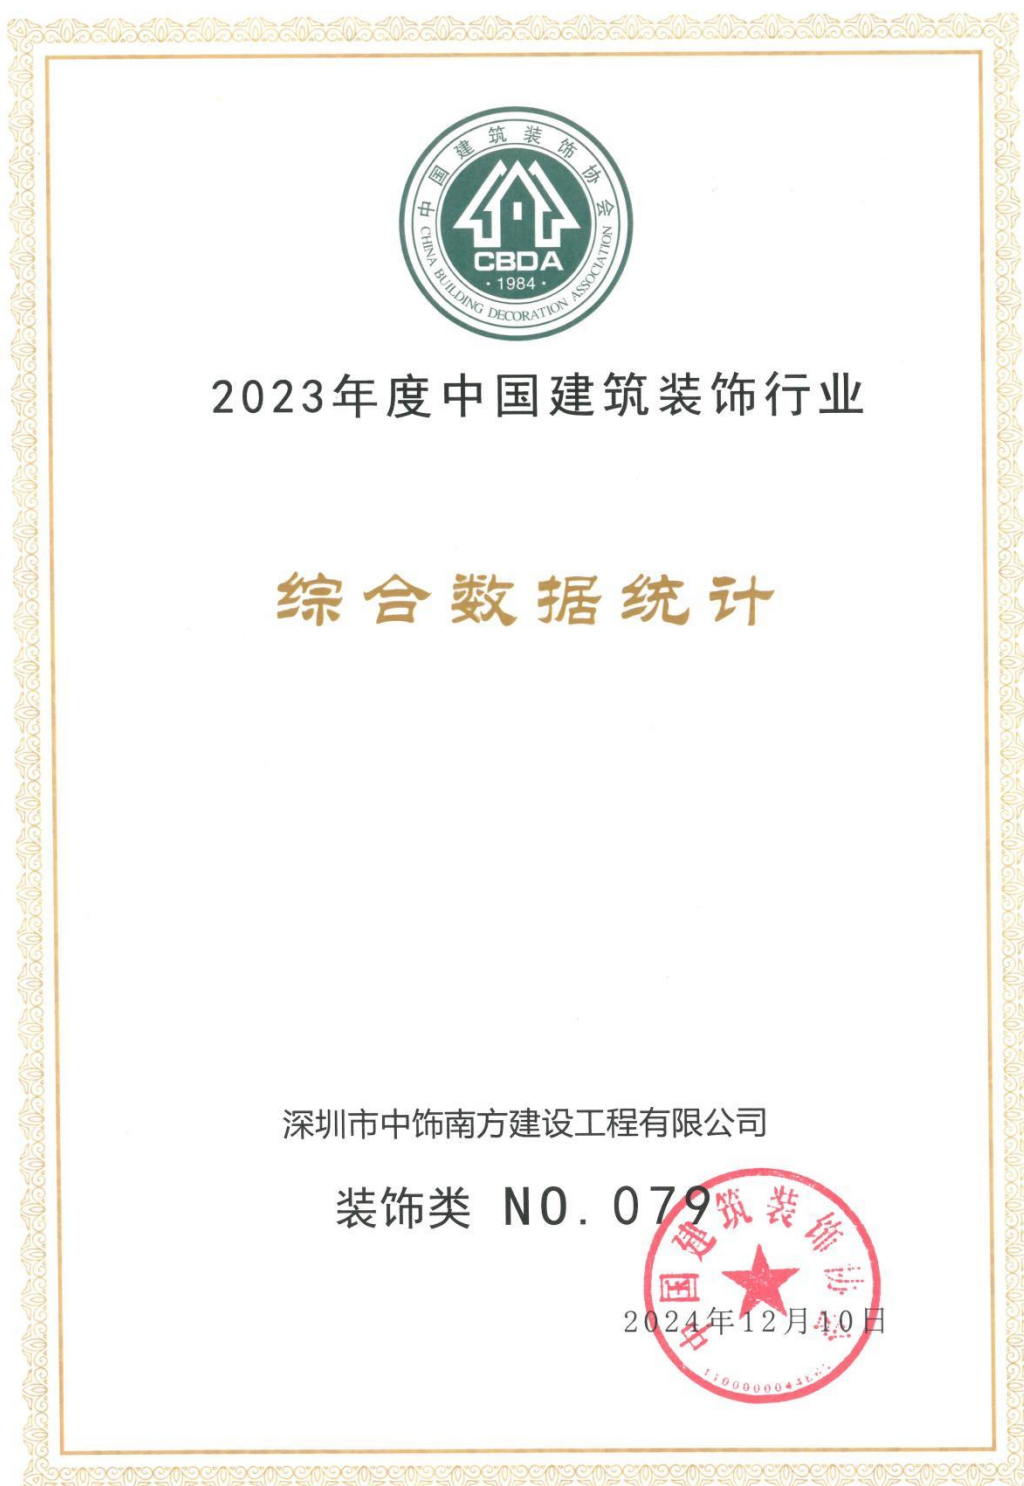 中国建筑装饰协会
CBDA
·1984·
CHINA BUILDING DECORATION ASSOCIATION
2023年度中国建筑装饰行业
综合数据统计
深圳市中饰南方建设工程有限公司
装饰类 NO.079
中国建筑装饰协会
2024年12月10日